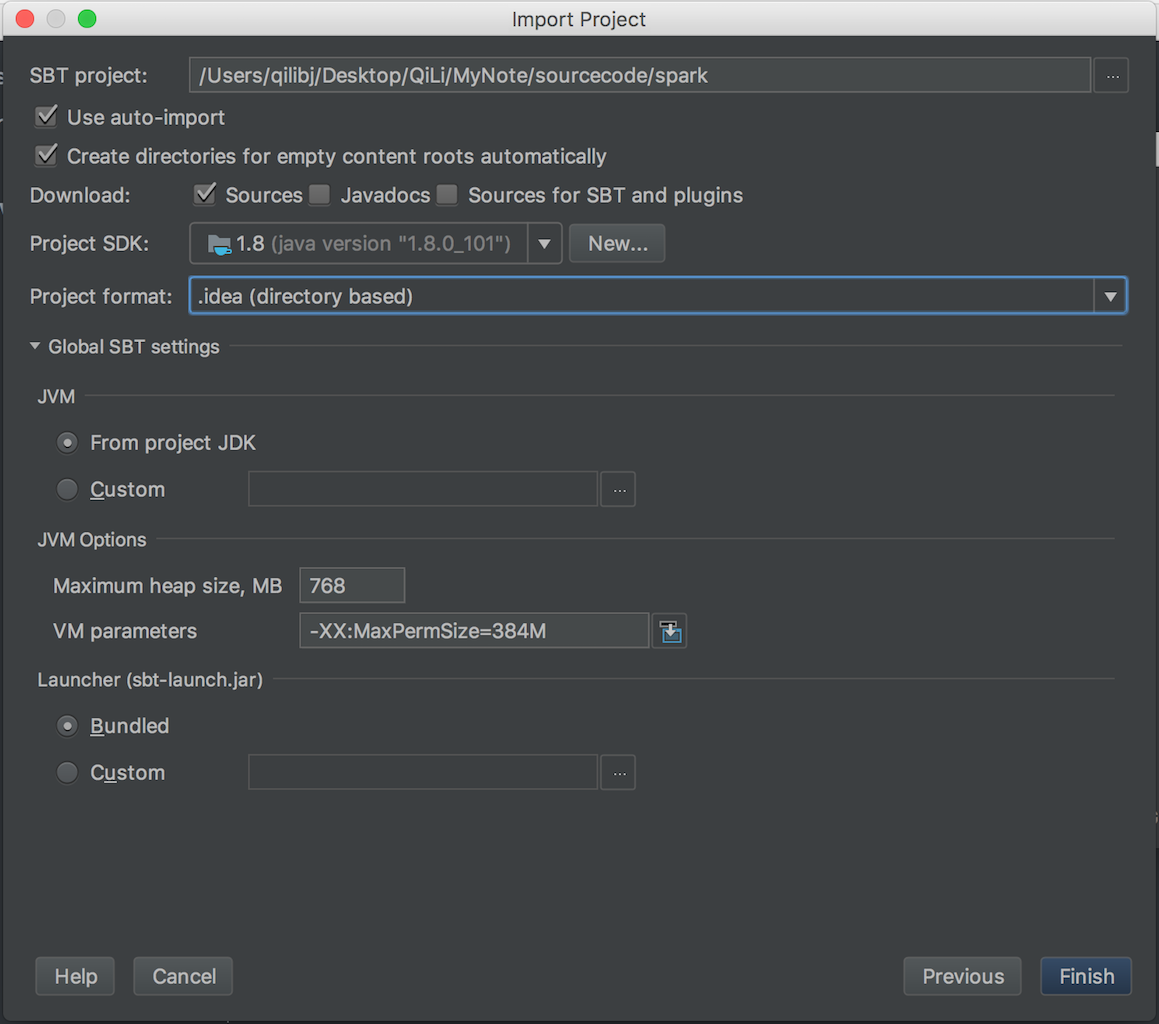 Import Project
SBT project: /Users/qilibj/Desktop/QiLi/MyNote/sourcecode/spark ...
Use auto-import
Create directories for empty content roots automatically
Download: Sources Javadocs Sources for SBT and plugins
Project SDK: 1.8 (java version "1.8.0_101") New...
Project format: .idea (directory based)
Global SBT settings
JVM
From project JDK
Custom ...
JVM Options
Maximum heap size, MB 768
VM parameters -XX:MaxPermSize=384M
Launcher (sbt-launch.jar)
Bundled
Custom ...
Help Cancel Previous Finish